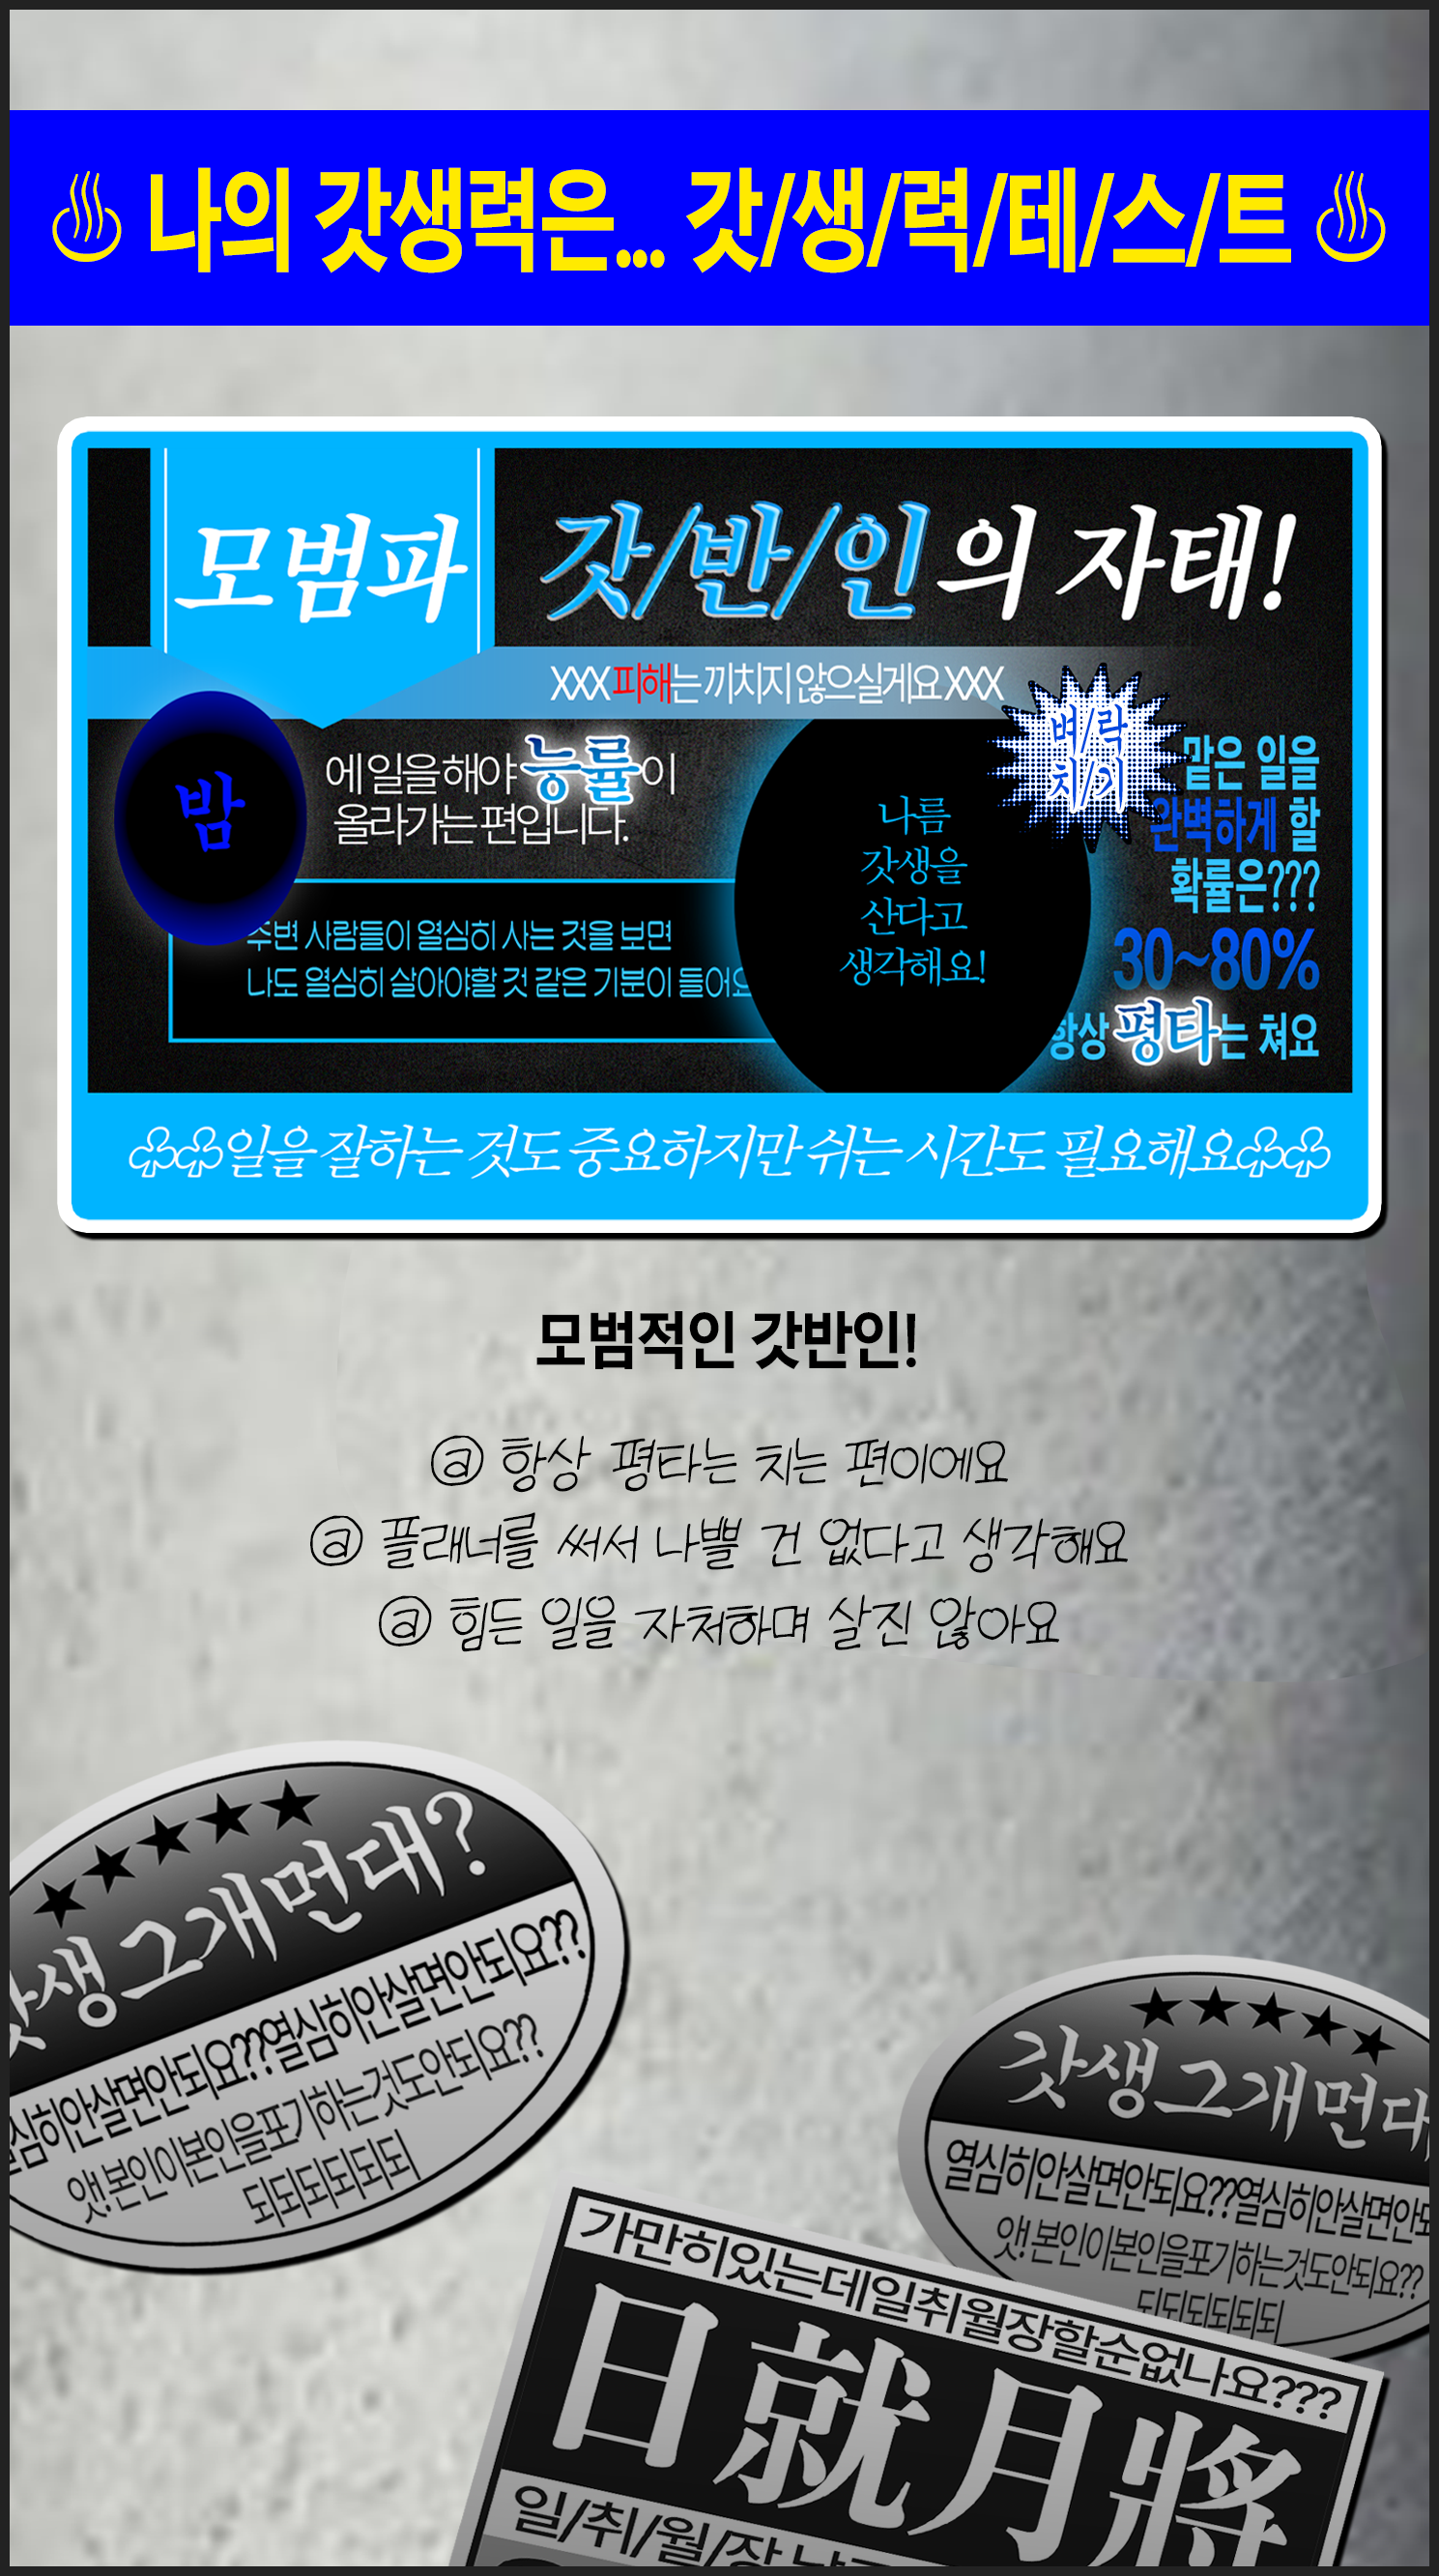 ♨ 나의 갓생력은... 갓/생/력/테/스/트 ♨
모범파
갓/반/인의 자태!
XXX피해는 끼치지 않으실게요XXX
밤
에 일을 해야 능률이
올라가는 편입니다.
주변 사람들이 열심히 사는 것을 보면
나도 열심히 살아야할 것 같은 기분이 들어요
나름
갓생을
산다고
생각해요!
벼/락
치/기
맡은 일을
완벽하게 할
확률은???
30~80%
항상 평타는 쳐요
♧♧일을 잘하는 것도 중요하지만 쉬는 시간도 필요해요♧♧
모범적인 갓반인!
@ 항상 평타는 치는 편이에요
@ 플래너를 써서 나쁠 건 없다고 생각해요
@ 힘든 일을 자처하며 살진 않아요
★★★★★
갓생그개먼대?
열심히안살면안되요??열심히안살면안되요??
앳!본인이본인을포기하는것도안되요??
되되되되되되
★★★★★
갓생그개먼대
열심히안살면안되요??열심히안살면안되
앳!본인이본인을포기하는것도안되요??
되되되되되되
가만히있는데일취월장할순없나요???
日就月將
일/취/월/장